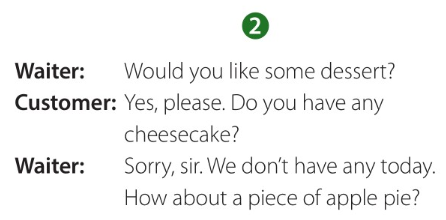 2
Waiter: Would you like some dessert?
Customer: Yes, please. Do you have any
cheesecake?
Waiter: Sorry, sir. We don't have any today.
How about a piece of apple pie?